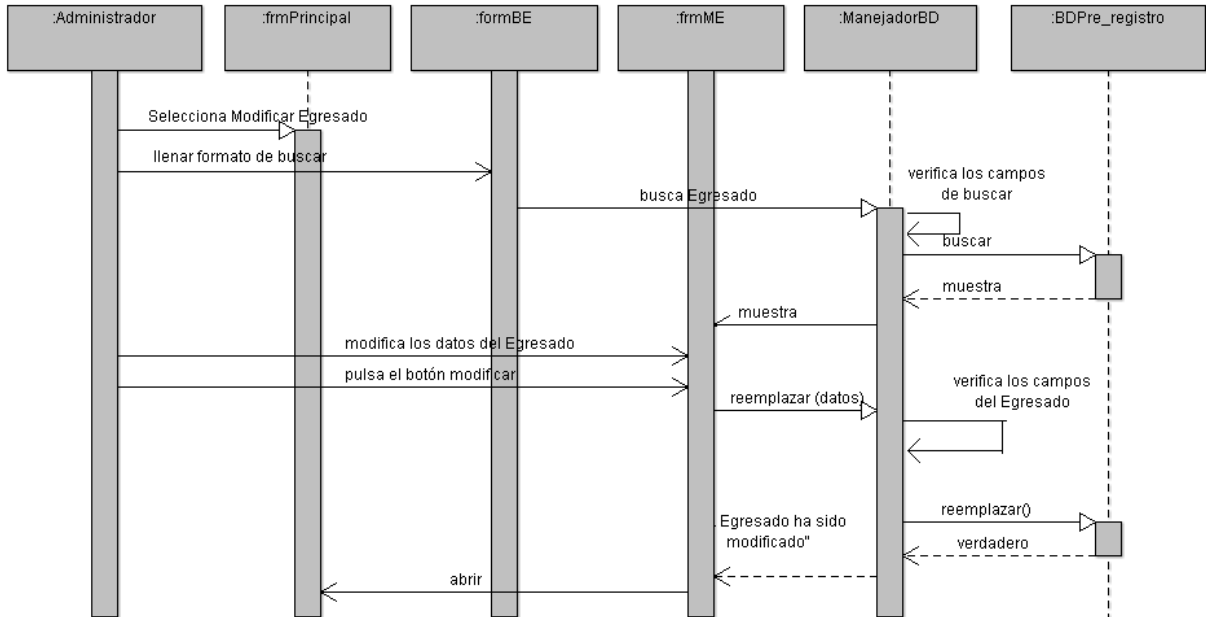 :Administrador
:frmPrincipal
:formBE
:frmME
:ManejadorBD
:BDPre_registro
Selecciona Modificar Egresado
llenar formato de buscar
busca Egresado
verifica los campos
de buscar
buscar
muestra
muestra
modifica los datos del Egresado
pulsa el botón modificar
reemplazar (datos)
verifica los campos
del Egresado
reemplazar()
. Egresado ha sido
modificado"
verdadero
abrir